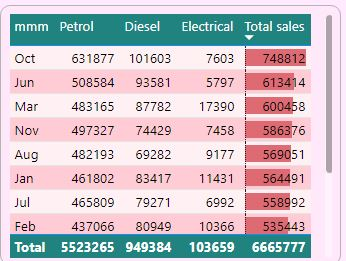 mmm Petrol Diesel Electrical Total sales
Oct 631877 101603 7603 748812
Jun 508584 93581 5797 613414
Mar 483165 87782 17390 600458
Nov 497327 74429 7458 586376
Aug 482193 69282 9177 569051
Jan 461802 83417 11431 564491
Jul 465809 79271 6992 558992
Feb 437066 80949 10366 535443
Total 5523265 949384 103659 6665777